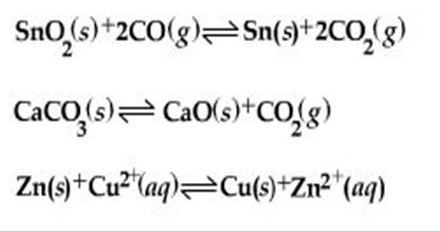 SnO₂(s)+2CO(g)⇌Sn(s)+2CO₂(g)
CaCO₃(s)⇌ CaO(s)+CO₂(g)
Zn(s)+Cu²⁺(aq)⇌Cu(s)+Zn²⁺(aq)